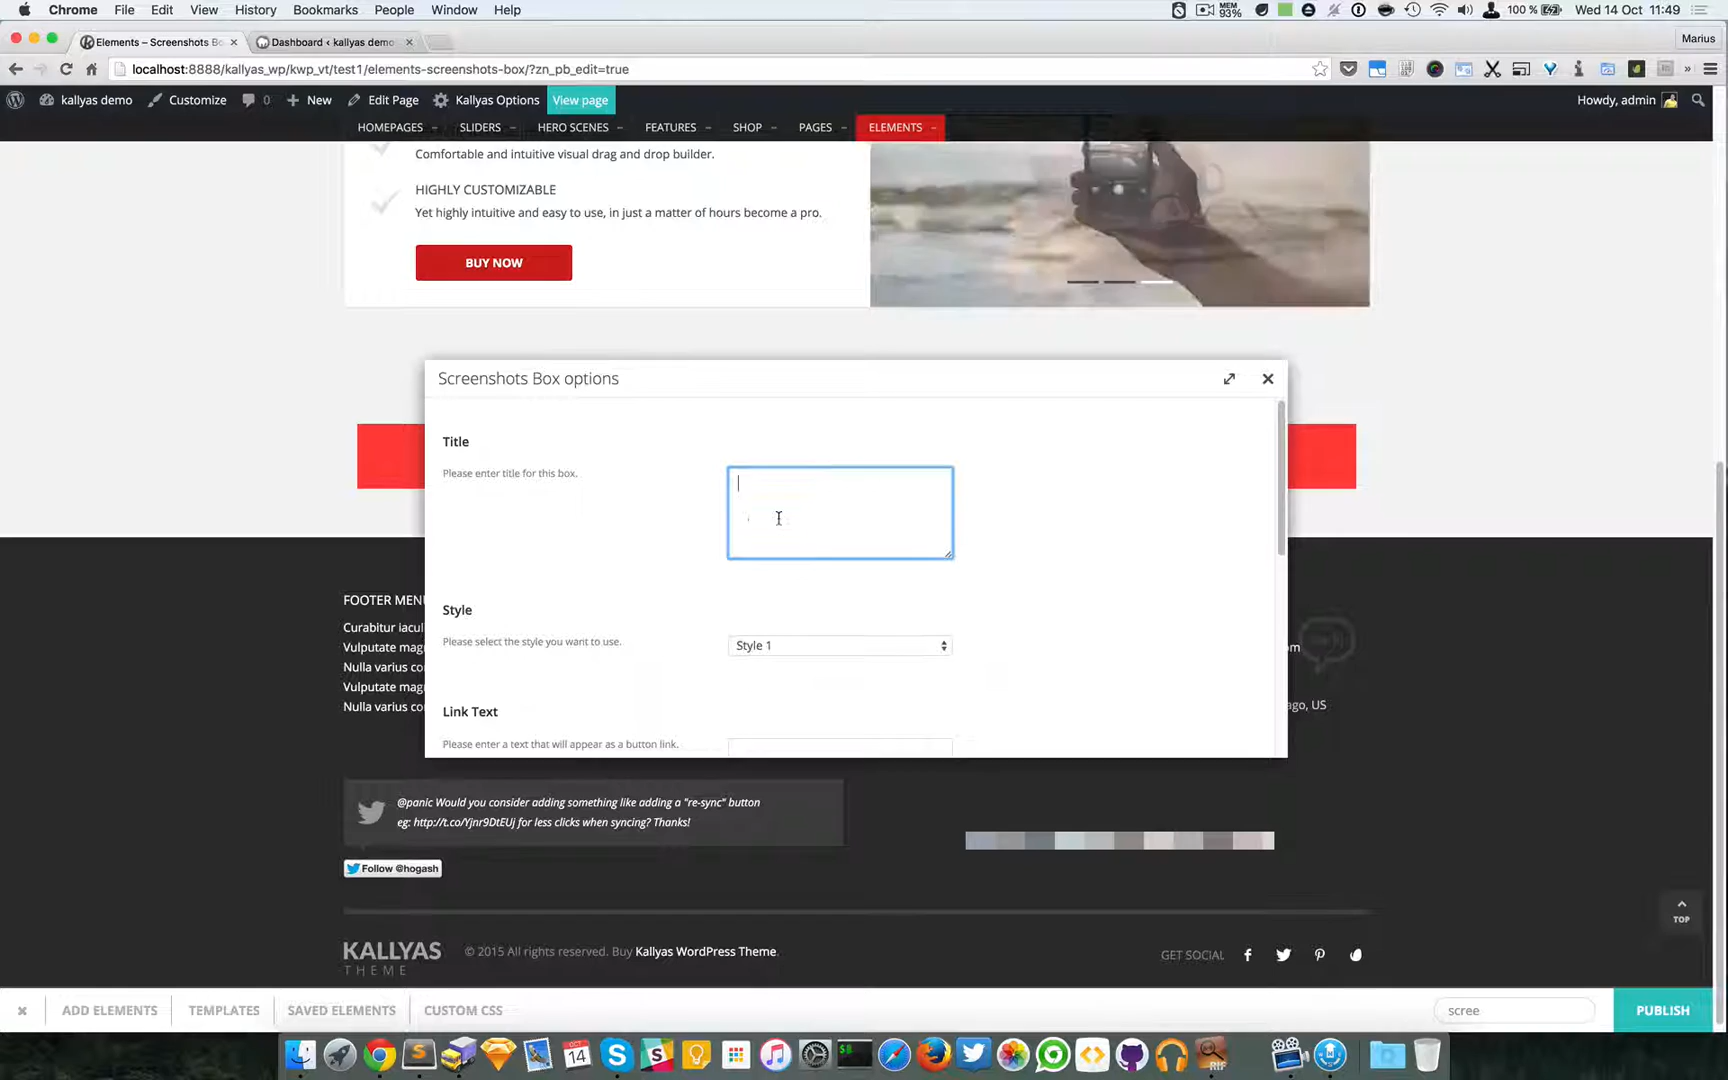 Chrome File Edit View History Bookmarks People Window Help
MEM 93% 100 % Wed 14 Oct 11:49
Elements – Screenshots Bo
Dashboard ‹ kallyas demo
Marius
localhost:8888/kallyas_wp/kwp_vt/test1/elements-screenshots-box/?zn_pb_edit=true
kallyas demo Customize 0 New Edit Page Kallyas Options View page Howdy, admin
HOMEPAGES SLIDERS HERO SCENES FEATURES SHOP PAGES ELEMENTS
Comfortable and intuitive visual drag and drop builder.
HIGHLY CUSTOMIZABLE
Yet highly intuitive and easy to use, in just a matter of hours become a pro.
BUY NOW
Screenshots Box options
Title
Please enter title for this box.
Style
Please select the style you want to use.
Style 1
Link Text
Please enter a text that will appear as a button link.
FOOTER MENU
Curabitur iacul
Vulputate magn
Nulla varius co
Vulputate magn
Nulla varius co
om
ago, US
@panic Would you consider adding something like adding a "re-sync" button
eg: http://t.co/Yjnr9DtEUj for less clicks when syncing? Thanks!
Follow @hogash
TOP
KALLYAS
THEME
© 2015 All rights reserved. Buy Kallyas WordPress Theme.
GET SOCIAL
ADD ELEMENTS TEMPLATES SAVED ELEMENTS CUSTOM CSS
scree
PUBLISH
14
RIF